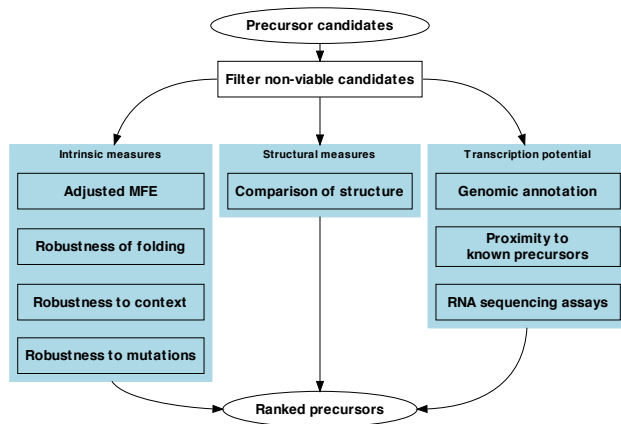 Precursor candidates
Filter non-viable candidates
Intrinsic measures
Adjusted MFE
Robustness of folding
Robustness to context
Robustness to mutations
Structural measures
Comparison of structure
Transcription potential
Genomic annotation
Proximity to
known precursors
RNA sequencing assays
Ranked precursors